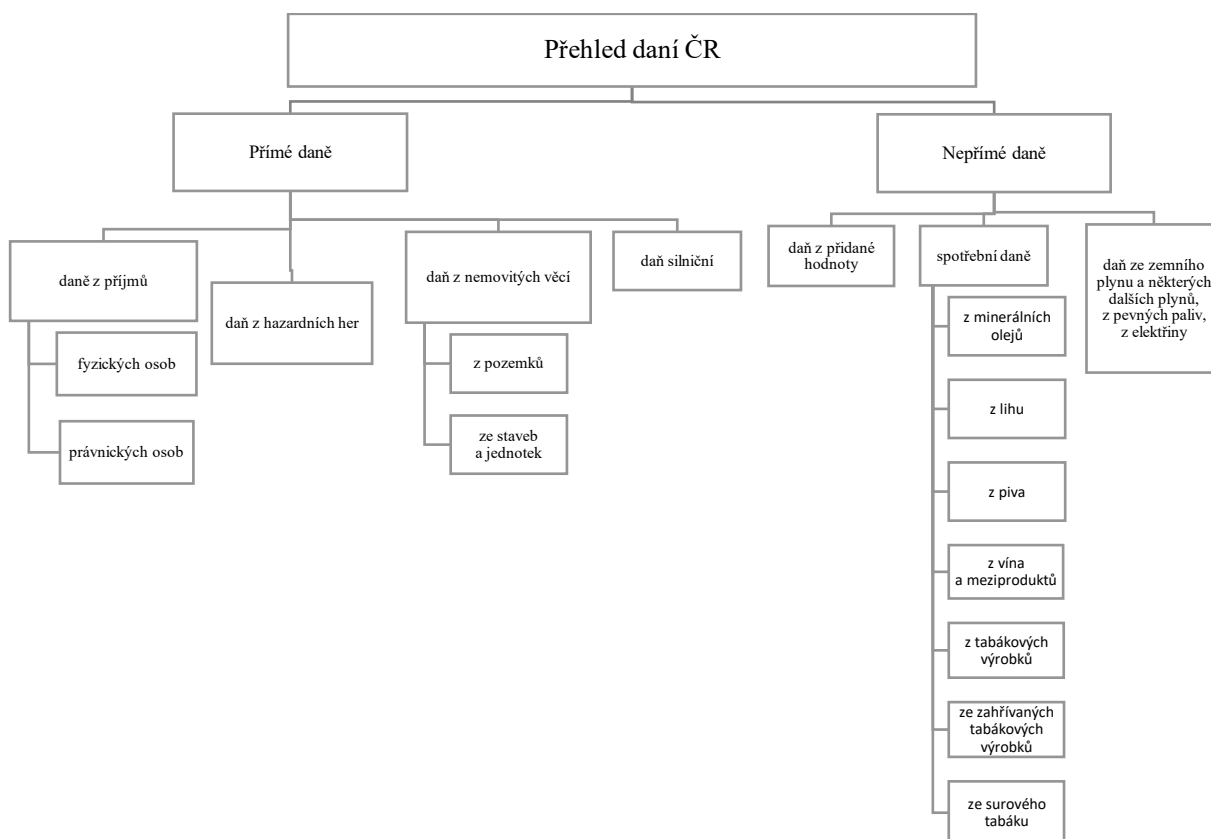 Přehled daní ČR
Přímé daně
Nepřímé daně
daně z příjmů
fyzických osob
právnických osob
daň z hazardních her
daň z nemovitých věcí
z pozemků
ze staveb
a jednotek
daň silniční
daň z přidané
hodnoty
spotřební daně
z minerálních
olejů
z lihu
z piva
z vína
a meziproduktů
z tabákových
výrobků
ze zahřívaných
tabákových
výrobků
ze surového
tabáku
daň ze zemního
plynu a některých
dalších plynů,
z pevných paliv,
z elektřiny